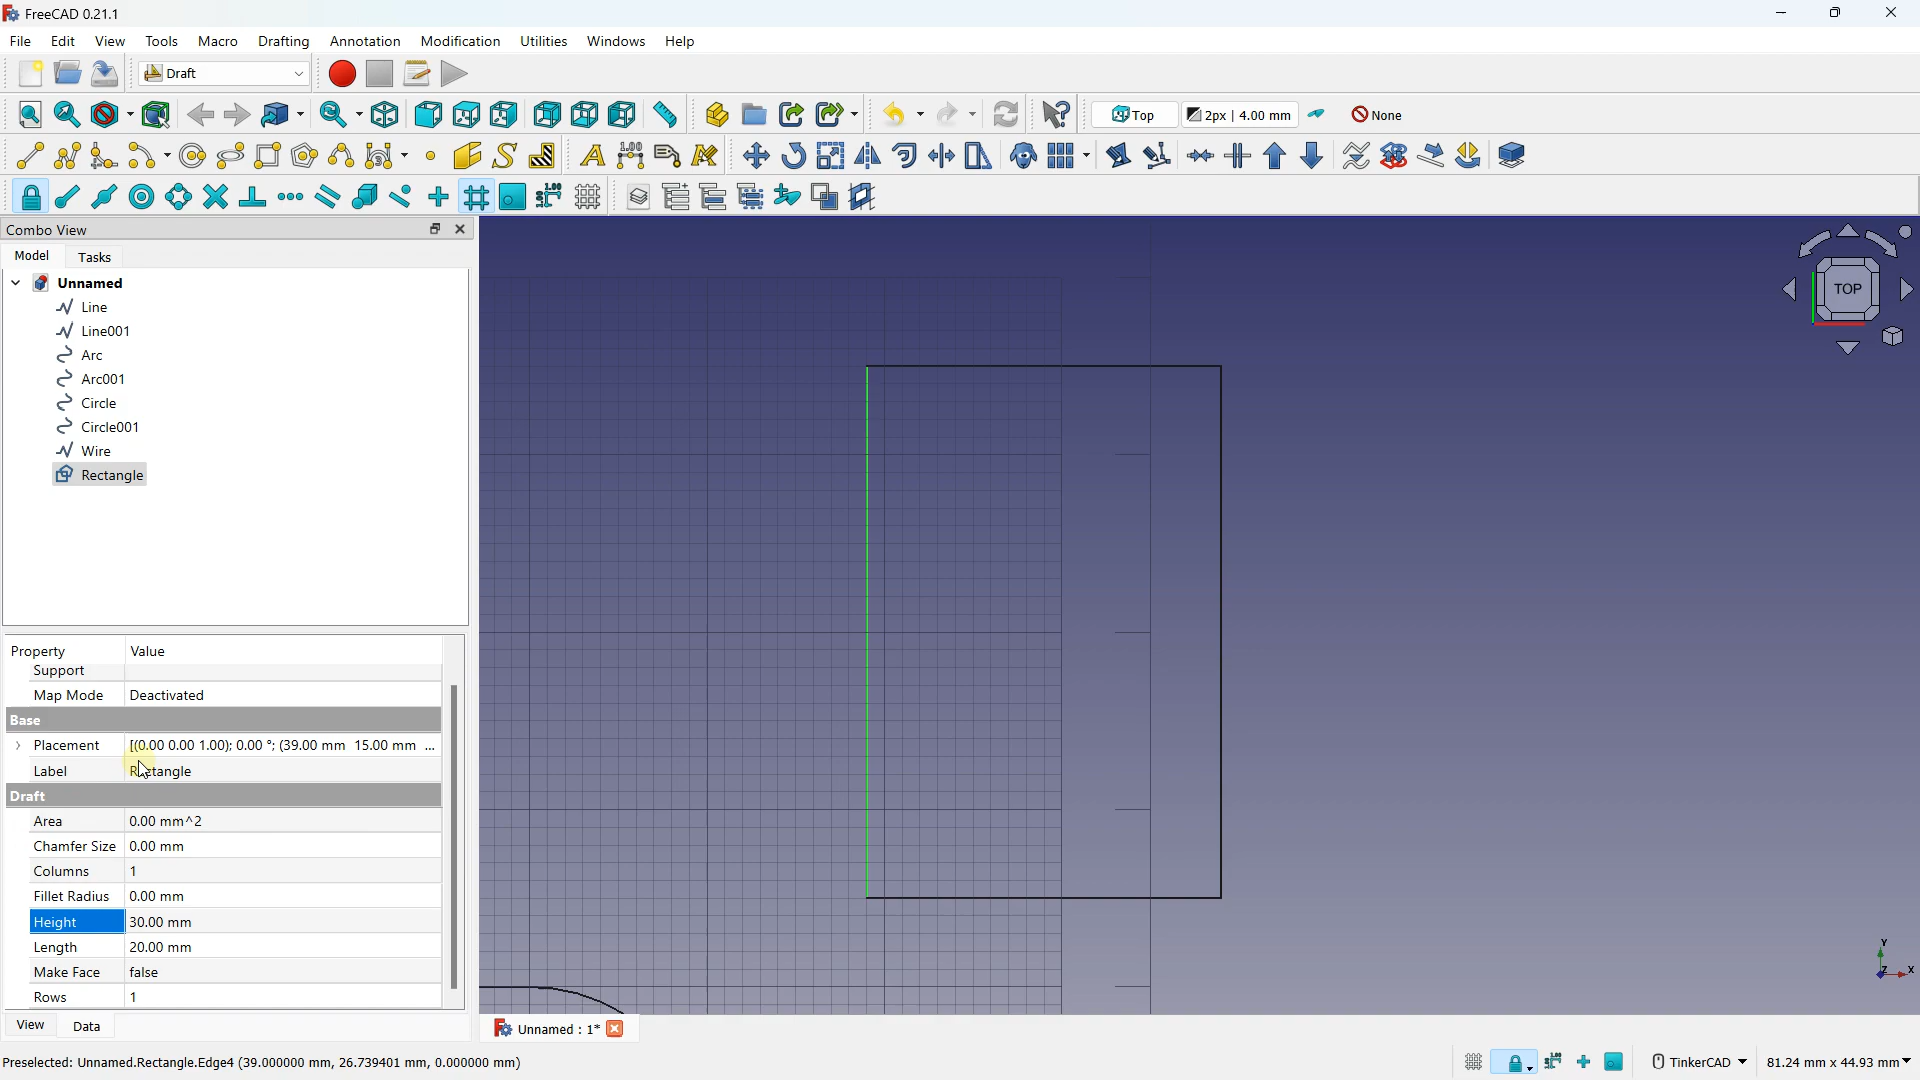 FreeCAD 0.21.1
File Edit View Tools Macro Drafting Annotation Modification Utilities Windows Help
Draft
Top 2px | 4.00 mm None
1.00
1.00
Combo View
Model Tasks
Unnamed
Line
Line001
Arc
Arc001
Circle
Circle001
Wire
Rectangle
TOP
Property Value
Support
Map Mode Deactivated
Base
Placement [(0.00 0.00 1.00); 0.00 °; (39.00 mm 15.00 mm ...
Label Rectangle
Draft
Area 0.00 mm^2
Chamfer Size 0.00 mm
Columns 1
Fillet Radius 0.00 mm
Height 30.00 mm
Length 20.00 mm
Make Face false
Rows 1
View Data
Y
Z X
Unnamed : 1*
Preselected: Unnamed.Rectangle.Edge4 (39.000000 mm, 26.739401 mm, 0.000000 mm)
TinkerCAD 81.24 mm x 44.93 mm